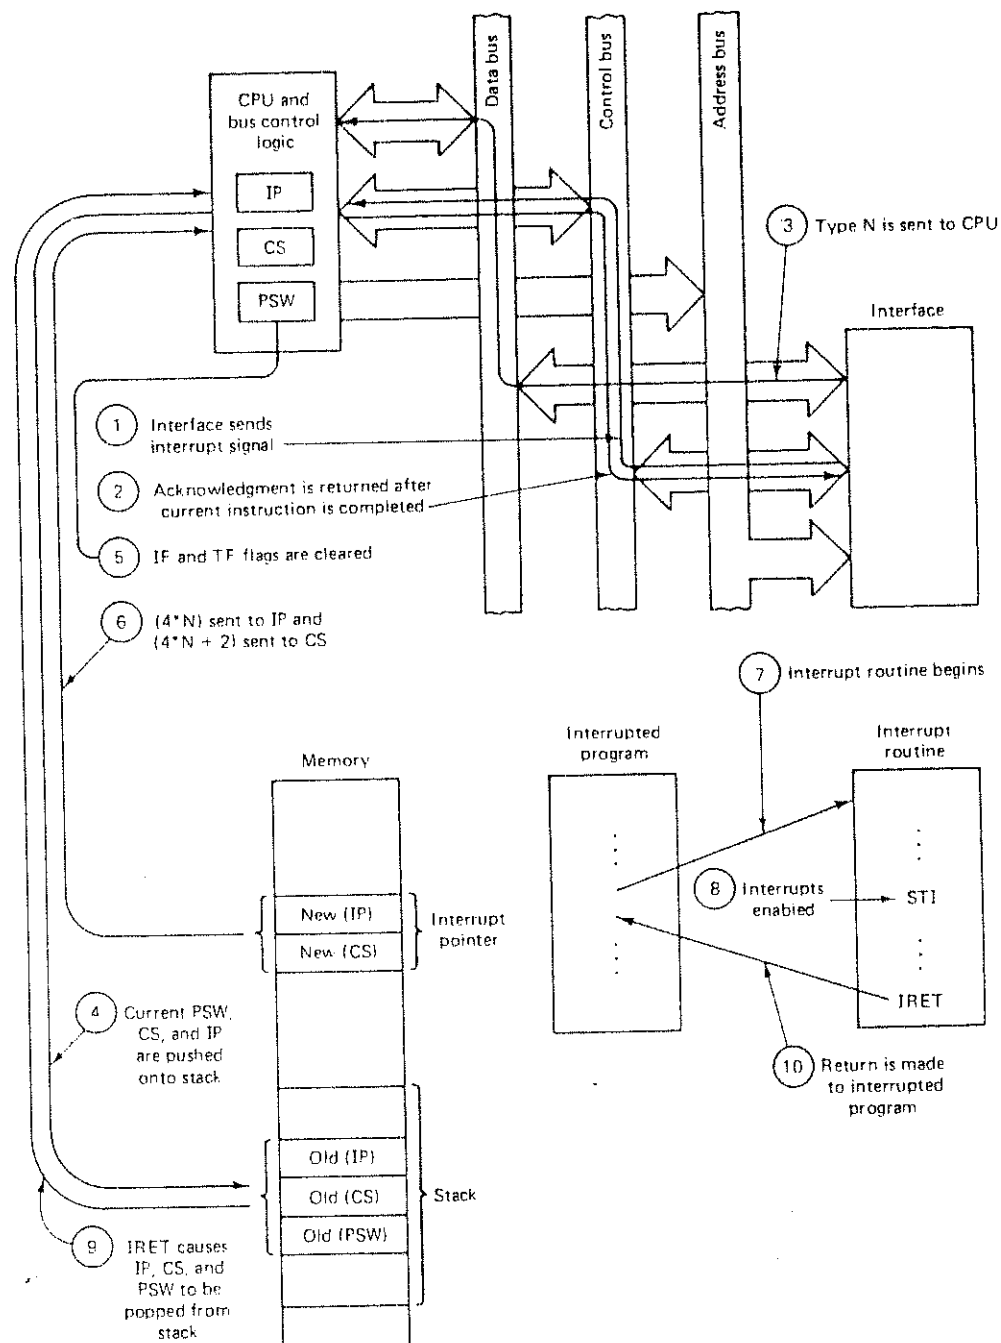 Data bus
Control bus
Address bus
CPU and
bus control
logic
IP
CS
PSW
3 Type N is sent to CPU
Interface
1 Interface sends
interrupt signal
2 Acknowledgment is returned after
current instruction is completed
5 IF and TF flags are cleared
6 (4*N) sent to IP and
(4*N + 2) sent to CS
7 Interrupt routine begins
Memory
Interrupted
program
Interrupt
routine
New (IP)
New (CS)
Interrupt
pointer
8 Interrupts
enabled
STI
IRET
4 Current PSW,
CS, and IP
are pushed
onto stack
10 Return is made
to interrupted
program
Old (IP)
Old (CS)
Old (PSW)
Stack
9 IRET causes
IP, CS, and
PSW to be
popped from
stack